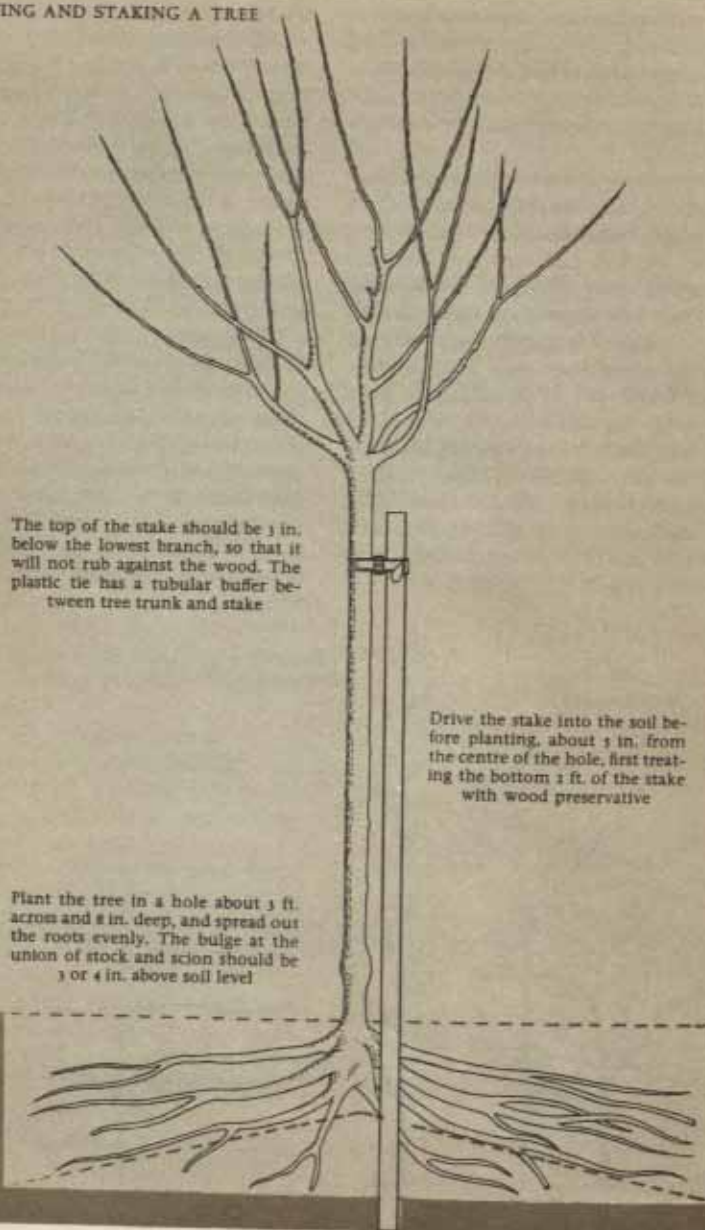 ING AND STAKING A TREE
The top of the stake should be 3 in.
below the lowest branch, so that it
will not rub against the wood. The
plastic tie has a tubular buffer be-
tween tree trunk and stake
Drive the stake into the soil be-
fore planting, about 3 in. from
the centre of the hole, first treat-
ing the bottom 2 ft. of the stake
with wood preservative
Plant the tree in a hole about 3 ft.
across and 8 in. deep, and spread out
the roots evenly. The bulge at the
union of stock and scion should be
3 or 4 in. above soil level